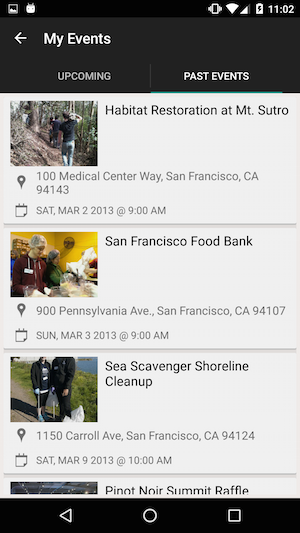 11:02
My Events
UPCOMING
PAST EVENTS
Habitat Restoration at Mt. Sutro
100 Medical Center Way, San Francisco, CA
94143
SAT, MAR 2 2013 @ 9:00 AM
San Francisco Food Bank
900 Pennsylvania Ave., San Francisco, CA 94107
SUN, MAR 3 2013 @ 9:00 AM
Sea Scavenger Shoreline
Cleanup
1150 Carroll Ave, San Francisco, CA 94124
SAT, MAR 9 2013 @ 10:00 AM
Pinot Noir Summit Raffle